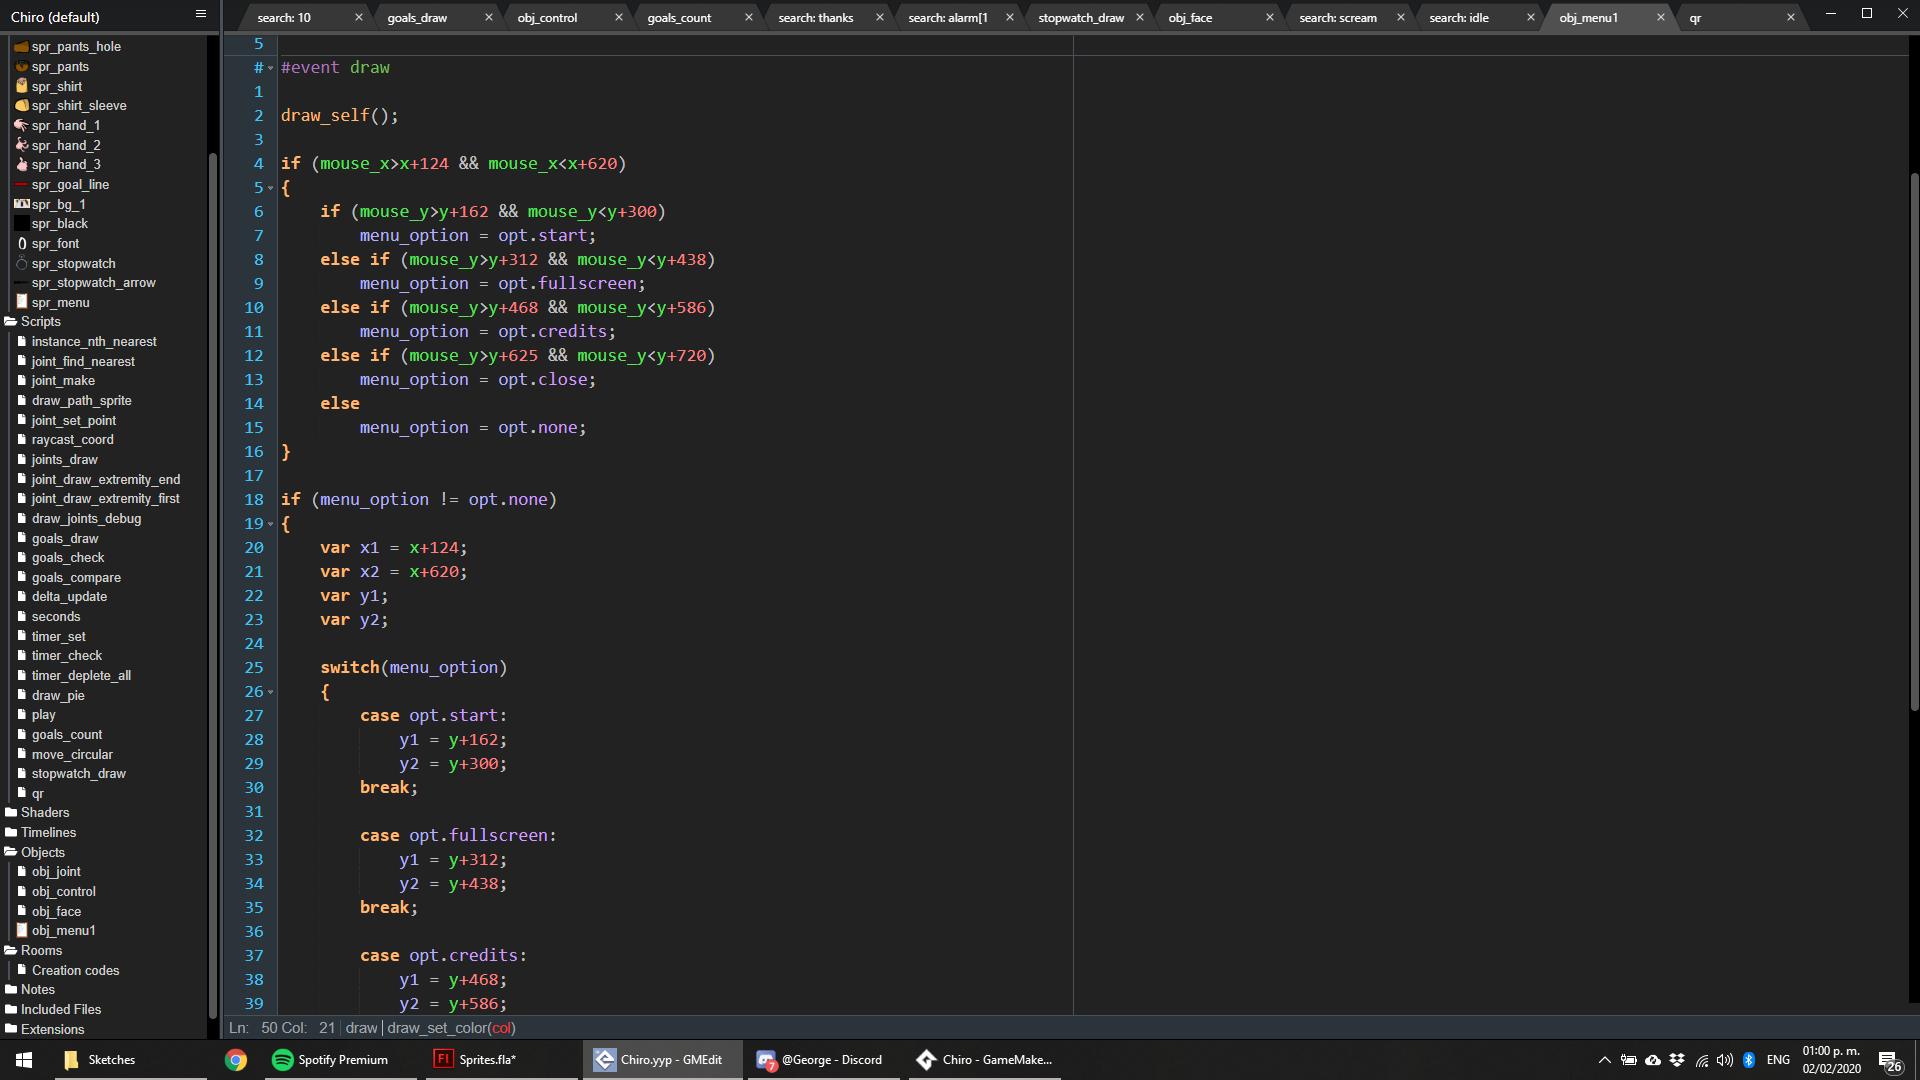 Chiro (default)
search: 10
goals_draw
obj_control
goals_count
search: thanks
search: alarm[1
stopwatch_draw
obj_face
search: scream
search: idle
obj_menu1
qr
spr_pants_hole
spr_pants
spr_shirt
spr_shirt_sleeve
spr_hand_1
spr_hand_2
spr_hand_3
spr_goal_line
spr_bg_1
spr_black
spr_font
spr_stopwatch
spr_stopwatch_arrow
spr_menu
Scripts
instance_nth_nearest
joint_find_nearest
joint_make
draw_path_sprite
joint_set_point
raycast_coord
joints_draw
joint_draw_extremity_end
joint_draw_extremity_first
draw_joints_debug
goals_draw
goals_check
goals_compare
delta_update
seconds
timer_set
timer_check
timer_deplete_all
draw_pie
play
goals_count
move_circular
stopwatch_draw
qr
Shaders
Timelines
Objects
obj_joint
obj_control
obj_face
obj_menu1
Rooms
Creation codes
Notes
Included Files
Extensions
5
# #event draw
1
2 draw_self();
3
4 if (mouse_x>x+124 && mouse_x<x+620)
5 {
6 if (mouse_y>y+162 && mouse_y<y+300)
7 menu_option = opt.start;
8 else if (mouse_y>y+312 && mouse_y<y+438)
9 menu_option = opt.fullscreen;
10 else if (mouse_y>y+468 && mouse_y<y+586)
11 menu_option = opt.credits;
12 else if (mouse_y>y+625 && mouse_y<y+720)
13 menu_option = opt.close;
14 else
15 menu_option = opt.none;
16 }
17
18 if (menu_option != opt.none)
19 {
20 var x1 = x+124;
21 var x2 = x+620;
22 var y1;
23 var y2;
24
25 switch(menu_option)
26 {
27 case opt.start:
28 y1 = y+162;
29 y2 = y+300;
30 break;
31
32 case opt.fullscreen:
33 y1 = y+312;
34 y2 = y+438;
35 break;
36
37 case opt.credits:
38 y1 = y+468;
39 y2 = y+586;
Ln: 50 Col: 21 draw draw_set_color(col)
Sketches
Spotify Premium
Fl Sprites.fla*
Chiro.yyp - GMEdit
7 @George - Discord
Chiro - GameMake...
ENG
01:00 p. m.
02/02/2020
26